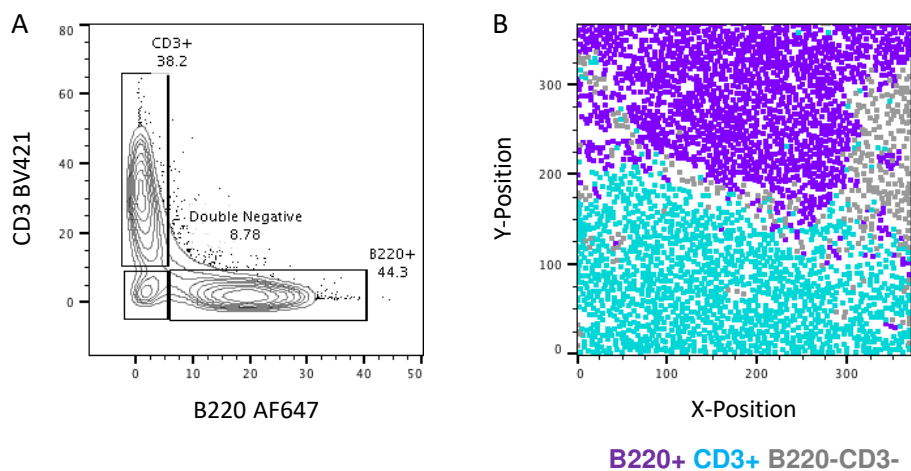 A
CD3+
38.2
80
60
40
20
0
CD3 BV421
Double Negative
8.78
B220+
44.3
0 10 20 30 40 50
B220 AF647
B
300
200
100
0
Y-Position
0 100 200 300
X-Position
B220+ CD3+ B220-CD3-